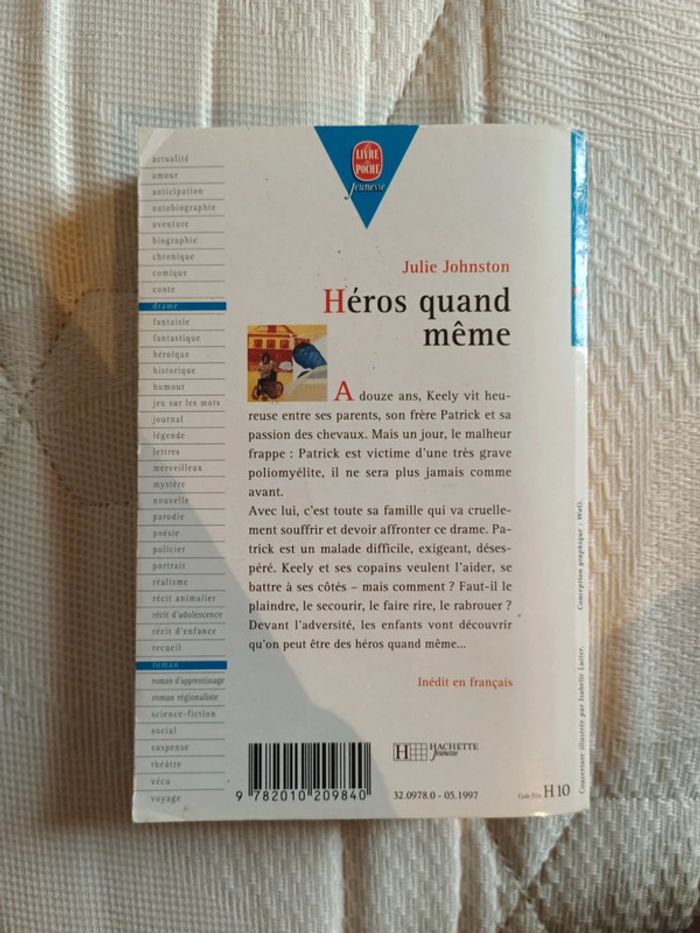 Le
LIVRE
de
POCHE
Jeunesse
actualité
amour
anticipation
autobiographie
aventure
biographie
chronique
comique
conte
drame
fantaisie
fantastique
héroïque
historique
humour
jeu sur les mots
journal
légende
lettres
merveilleux
mystère
nouvelle
parodie
poésie
policier
portrait
réalisme
récit animalier
récit d'adolescence
récit d'enfance
recueil
roman
roman d'apprentissage
roman régionaliste
science-fiction
social
suspense
théâtre
vécu
voyage
Julie Johnston
Héros quand
même
A douze ans, Keely vit heu-
reuse entre ses parents, son frère Patrick et sa
passion des chevaux. Mais un jour, le malheur
frappe : Patrick est victime d'une très grave
poliomyélite, il ne sera plus jamais comme
avant.
Avec lui, c'est toute sa famille qui va cruelle-
ment souffrir et devoir affronter ce drame. Pa-
trick est un malade difficile, exigeant, déses-
péré. Keely et ses copains veulent l'aider, se
battre à ses côtés – mais comment ? Faut-il le
plaindre, le secourir, le faire rire, le rabrouer ?
Devant l'adversité, les enfants vont découvrir
qu'on peut être des héros quand même...
Inédit en français
9 782010 209840
H HACHETTE
Jeunesse
32.0978.0 - 05.1997
Code Prix H 10
Couverture illustrée par Isabelle Lutter. Conception graphique : WaG.